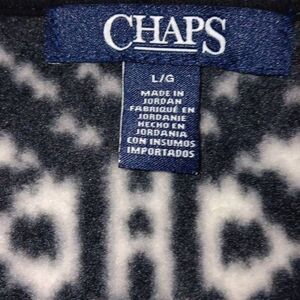 CHAPS
L/G
MADE IN
JORDAN
FABRIQUÉ EN
JORDANIE
HECHO EN
JORDANIA
CON INSUMOS
IMPORTADOS